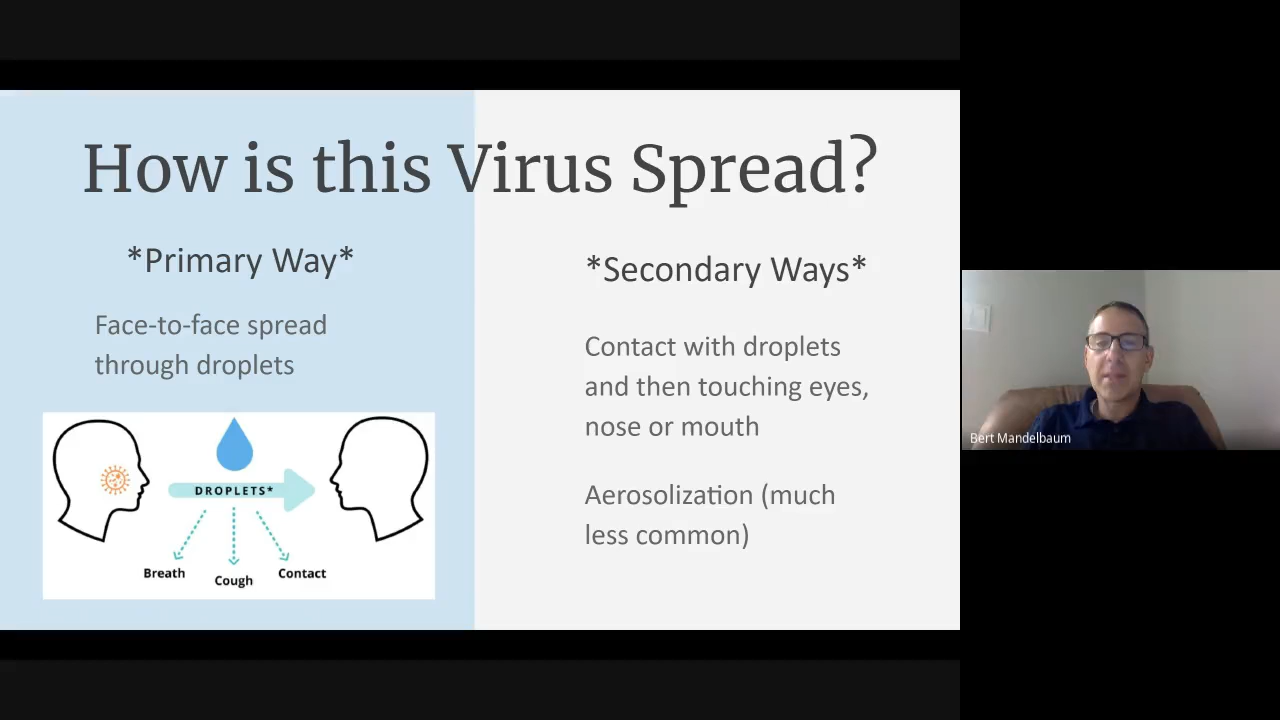 How is this Virus Spread?
*Primary Way*
Face-to-face spread
through droplets
DROPLETS*
Breath
Cough
Contact
*Secondary Ways*
Contact with droplets
and then touching eyes,
nose or mouth
Aerosolization (much
less common)
Bert Mandelbaum